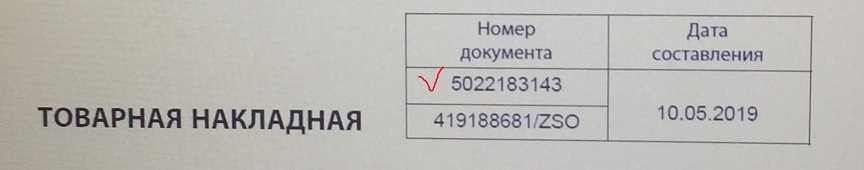 Номер документа
Дата составления
5022183143
ТОВАРНАЯ НАКЛАДНАЯ
419188681/ZSO
10.05.2019